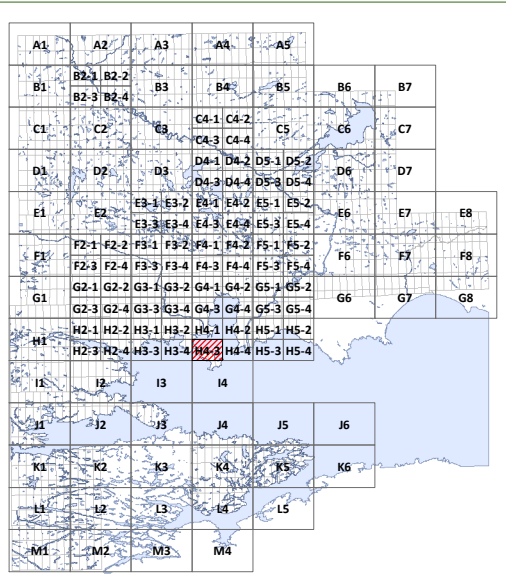 A1 A2 A3 A4 A5
B2-1 B2-2
B1 B3 B4 B5 B6 B7
B2-3 B2-4
C4-1 C4-2
C1 C2 C3 C5 C6 C7
C4-3 C4-4
D4-1 D4-2 D5-1 D5-2
D1 D2 D3 D6 D7
D4-3 D4-4 D5-3 D5-4
E3-1 E3-2 E4-1 E4-2 E5-1 E5-2
E1 E2 E6 E7 E8
E3-3 E3-4 E4-3 E4-4 E5-3 E5-4
F2-1 F2-2 F3-1 F3-2 F4-1 F4-2 F5-1 F5-2
F1 F6 F7 F8
F2-3 F2-4 F3-3 F3-4 F4-3 F4-4 F5-3 F5-4
G2-1 G2-2 G3-1 G3-2 G4-1 G4-2 G5-1 G5-2
G1 G6 G7 G8
G2-3 G2-4 G3-3 G3-4 G4-3 G4-4 G5-3 G5-4
H2-1 H2-2 H3-1 H3-2 H4-1 H4-2 H5-1 H5-2
H1
H2-3 H2-4 H3-3 H3-4 H4-3 H4-4 H5-3 H5-4
I1 I2 I3 I4
J1 J2 J3 J4 J5 J6
K1 K2 K3 K4 K5 K6
L1 L2 L3 L4 L5
M1 M2 M3 M4